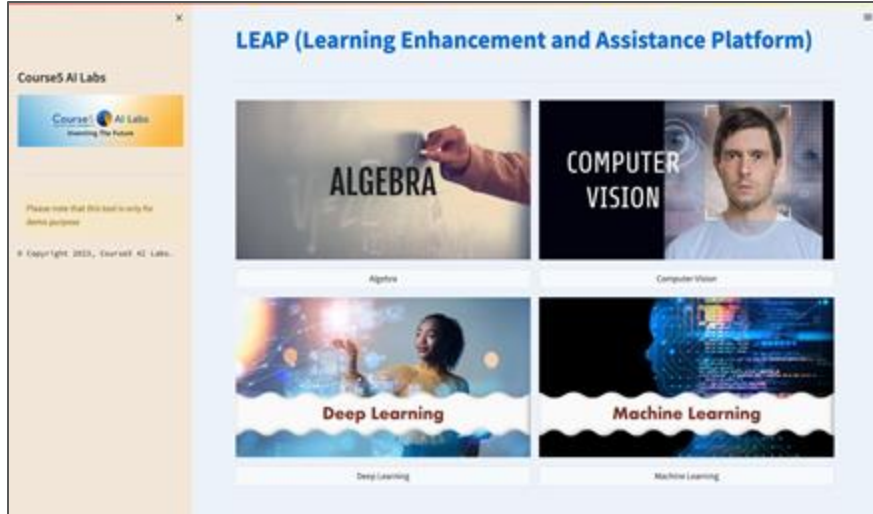 ×
LEAP (Learning Enhancement and Assistance Platform)
Course5 AI Labs
Course5 AI Labs
Inventing The Future
Please note that this tool is only for
demo purpose
© Copyright 2023, Course5 AI Labs.
ALGEBRA
COMPUTER
VISION
Algebra
Computer Vision
Deep Learning
Machine Learning
Deep Learning
Machine Learning